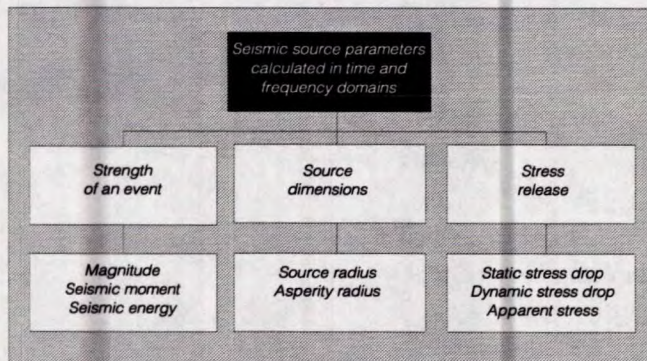 Seismic source parameters
calculated in time and
frequency domains
Strength
of an event
Source
dimensions
Stress
release
Magnitude
Seismic moment
Seismic energy
Source radius
Asperity radius
Static stress drop
Dynamic stress drop
Apparent stress